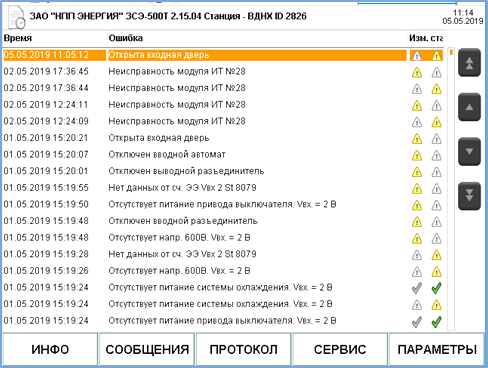 ЗАО "НПП ЭНЕРГИЯ" ЗСЭ-500Т 2.15.04 Станция - ВДНХ ID 2826
11:14
05.05.2019
Время Ошибка Изм. ста
05.05.2019 11:05:12 Открыта входная дверь
02.05.2019 17:36:45 Неисправность модуля ИТ №28
02.05.2019 17:36:44 Неисправность модуля ИТ №28
02.05.2019 12:24:11 Неисправность модуля ИТ №28
02.05.2019 12:24:09 Неисправность модуля ИТ №28
01.05.2019 15:20:21 Открыта входная дверь
01.05.2019 15:20:07 Отключен вводной автомат
01.05.2019 15:20:01 Отключен выводной разъединитель
01.05.2019 15:19:55 Нет данных от сч. ЭЭ Vвх 2 St 8079
01.05.2019 15:19:50 Отсутствует питание привода выключателя. Vвх. = 2 В
01.05.2019 15:19:48 Отключен вводной разъединитель
01.05.2019 15:19:48 Отсутствует напр. 600В. Vвх. = 2 В
01.05.2019 15:19:28 Нет данных от сч. ЭЭ Vвх 2 St 8079
01.05.2019 15:19:26 Отсутствует напр. 600В. Vвх. = 2 В
01.05.2019 15:19:24 Отсутствует питание системы охлаждения. Vвх. = 2 В
01.05.2019 15:19:24 Отсутствует питание системы охлаждения. Vвх. = 2 В
01.05.2019 15:19:24 Отсутствует питание привода выключателя. Vвх. = 2 В
ИНФО СООБЩЕНИЯ ПРОТОКОЛ СЕРВИС ПАРАМЕТРЫ